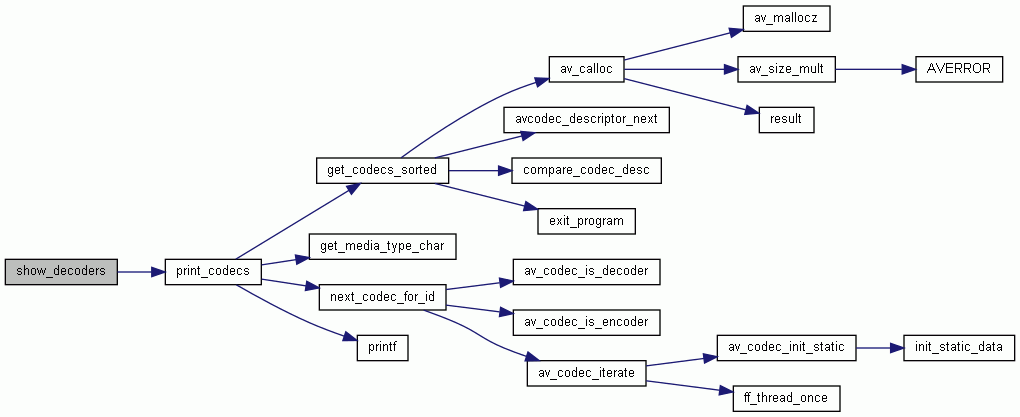 show_decoders
print_codecs
get_codecs_sorted
av_calloc
av_mallocz
av_size_mult
AVERROR
result
avcodec_descriptor_next
compare_codec_desc
exit_program
get_media_type_char
next_codec_for_id
av_codec_is_decoder
av_codec_is_encoder
av_codec_iterate
av_codec_init_static
init_static_data
ff_thread_once
printf